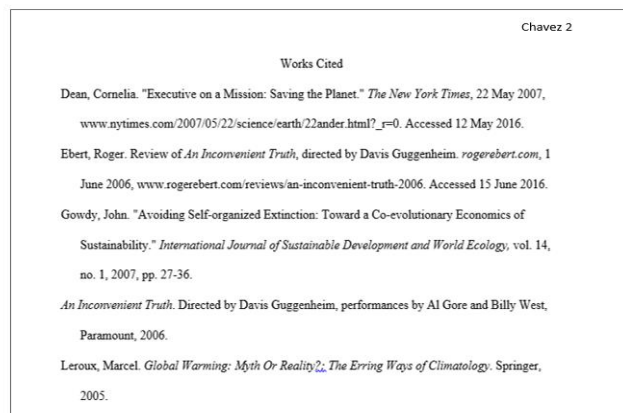 Chavez 2
Works Cited
Dean, Cornelia. "Executive on a Mission: Saving the Planet." The New York Times, 22 May 2007,
www.nytimes.com/2007/05/22/science/earth/22ander.html?_r=0. Accessed 12 May 2016.
Ebert, Roger. Review of An Inconvenient Truth, directed by Davis Guggenheim. rogerebert.com, 1
June 2006, www.rogerebert.com/reviews/an-inconvenient-truth-2006. Accessed 15 June 2016.
Gowdy, John. "Avoiding Self-organized Extinction: Toward a Co-evolutionary Economics of
Sustainability." International Journal of Sustainable Development and World Ecology, vol. 14,
no. 1, 2007, pp. 27-36.
An Inconvenient Truth. Directed by Davis Guggenheim, performances by Al Gore and Billy West,
Paramount, 2006.
Leroux, Marcel. Global Warming: Myth Or Reality?: The Erring Ways of Climatology. Springer,
2005.